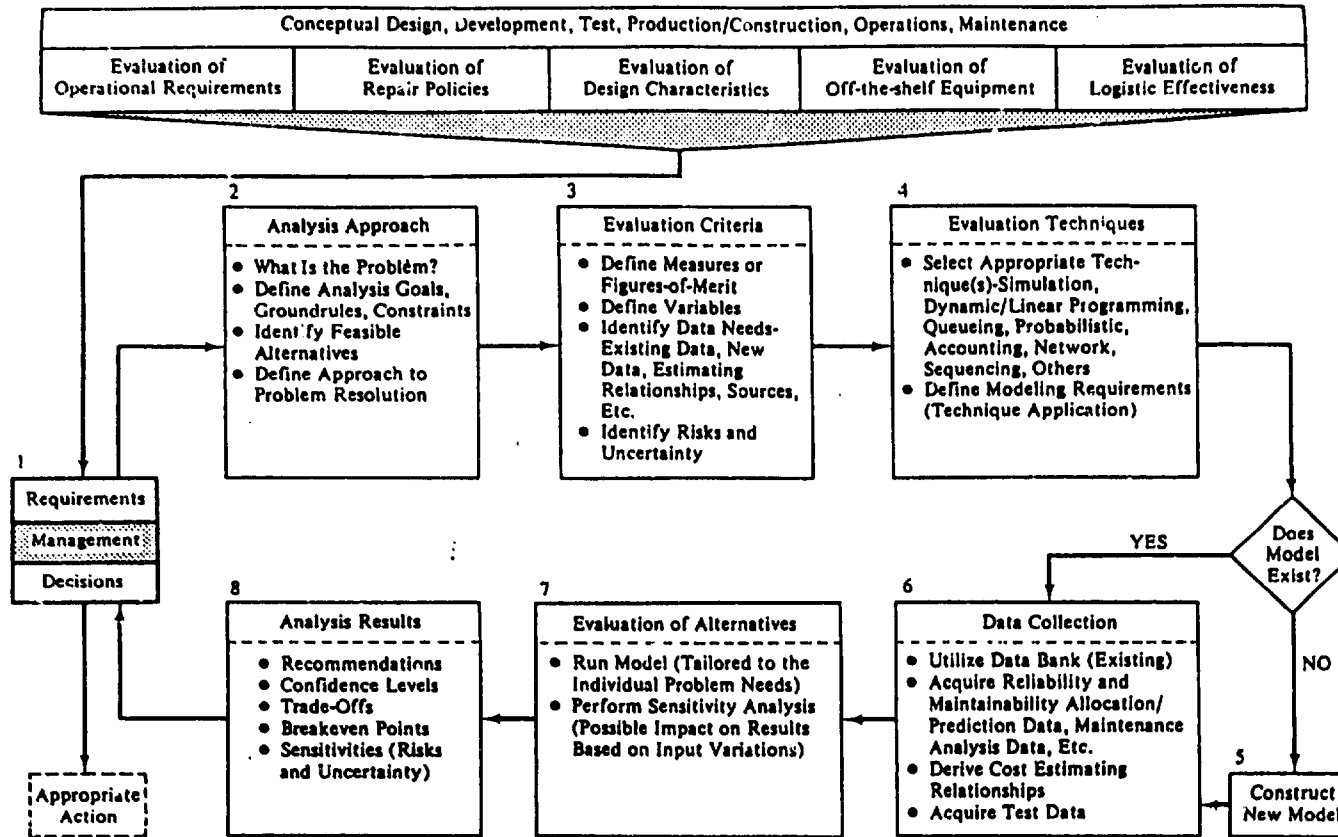 Conceptual Design, Development, Test, Production/Construction, Operations, Maintenance
Evaluation of
Operational Requirements
Evaluation of
Repair Policies
Evaluation of
Design Characteristics
Evaluation of
Off-the-shelf Equipment
Evaluation of
Logistic Effectiveness
1
Requirements
Management
Decisions
Appropriate
Action
2
Analysis Approach
● What Is the Problem?
● Define Analysis Goals,
Groundrules, Constraints
● Identify Feasible
Alternatives
● Define Approach to
Problem Resolution
3
Evaluation Criteria
● Define Measures or
Figures-of-Merit
● Define Variables
● Identify Data Needs-
Existing Data, New
Data, Estimating
Relationships, Sources,
Etc.
● Identify Risks and
Uncertainty
4
Evaluation Techniques
● Select Appropriate Tech-
nique(s)-Simulation,
Dynamic/Linear Programming,
Queueing, Probabilistic,
Accounting, Network,
Sequencing, Others
● Define Modeling Requirements
(Technique Application)
Does
Model
Exist?
YES
NO
5
Construct
New Model
6
Data Collection
● Utilize Data Bank (Existing)
● Acquire Reliability and
Maintainability Allocation/
Prediction Data, Maintenance
Analysis Data, Etc.
● Derive Cost Estimating
Relationships
● Acquire Test Data
7
Evaluation of Alternatives
● Run Model (Tailored to the
Individual Problem Needs)
● Perform Sensitivity Analysis
(Possible Impact on Results
Based on Input Variations)
8
Analysis Results
● Recommendations
● Confidence Levels
● Trade-Offs
● Breakeven Points
● Sensitivities (Risks
and Uncertainty)